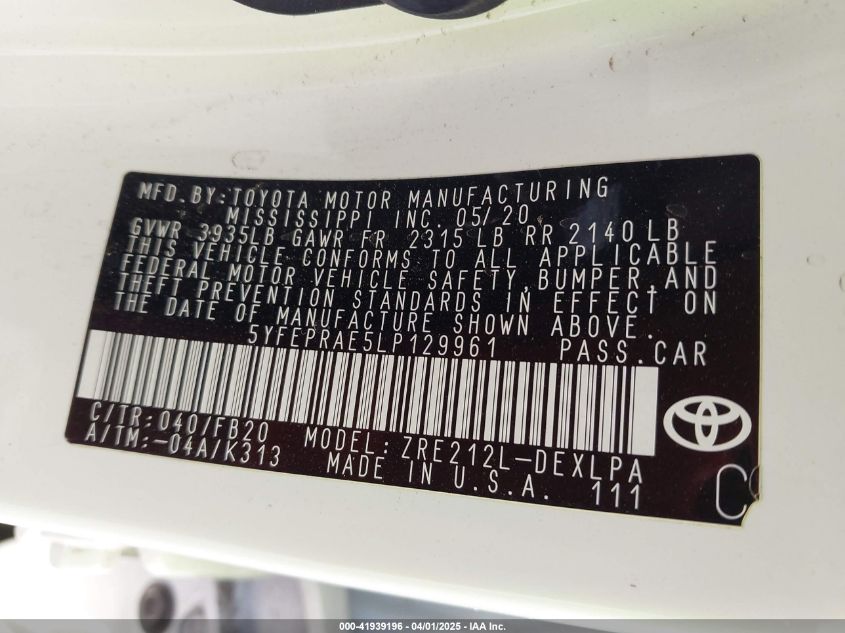 MFD. BY: TOYOTA MOTOR MANUFACTURING
MISSISSIPPI INC. 05/20
GVWR 3935LB GAWR FR 2315 LB RR 2140 LB
THIS VEHICLE CONFORMS TO ALL APPLICABLE
FEDERAL MOTOR VEHICLE SAFETY, BUMPER, AND
THEFT PREVENTION STANDARDS IN EFFECT ON
THE DATE OF MANUFACTURE SHOWN ABOVE.
5YFEPRAE5LP129961 PASS. CAR
C/TR: 040/FB20 MODEL: ZRE212L-DEXLPA
A/TM: -04A/K313 MADE IN U.S.A. 111
C
000-41939196 - 04/01/2025 - IAA Inc.